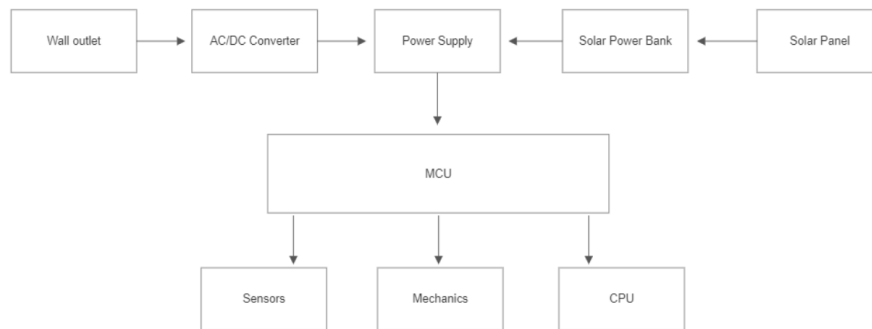 Wall outlet
AC/DC Converter
Power Supply
Solar Power Bank
Solar Panel
MCU
Sensors
Mechanics
CPU